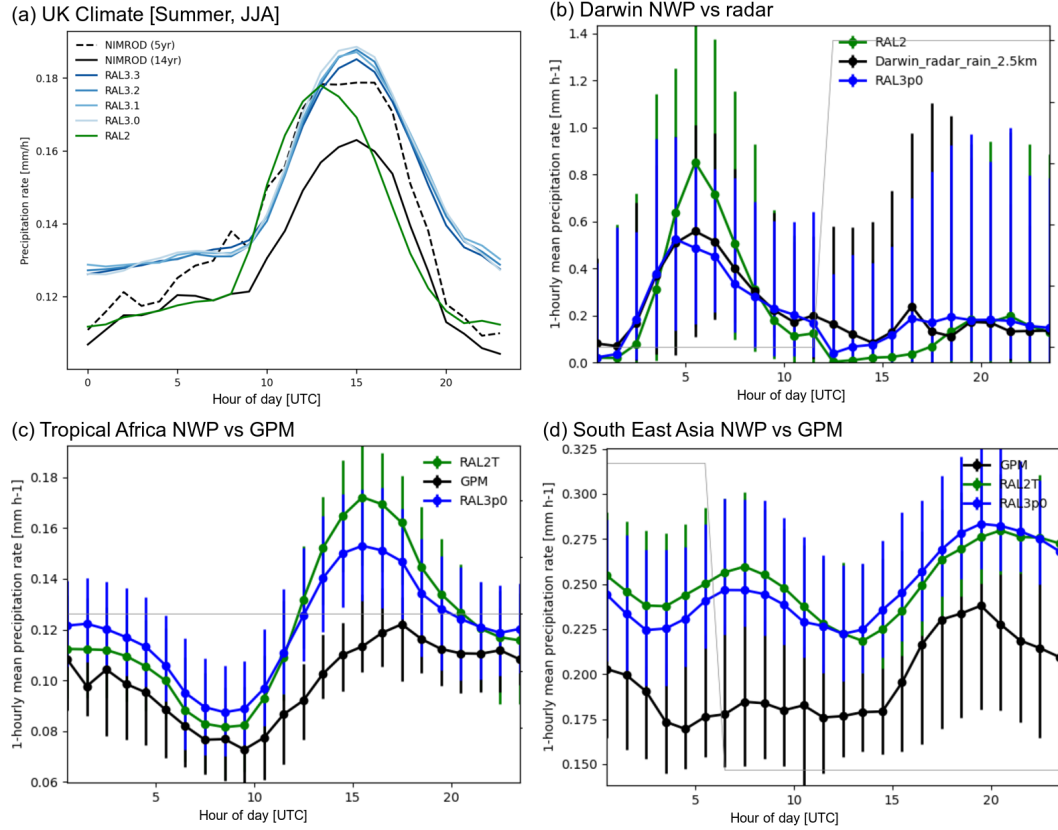 (a) UK Climate [Summer, JJA]
NIMROD (5yr)
NIMROD (14yr)
RAL3.3
RAL3.2
RAL3.1
RAL3.0
RAL2
0.18
0.16
0.14
0.12
Precipitation rate [mm/h]
0
5
10
15
20
Hour of day [UTC]
(b) Darwin NWP vs radar
RAL2
Darwin_radar_rain_2.5km
RAL3p0
1.4
1.2
1.0
0.8
0.6
0.4
0.2
0.0
1-hourly mean precipitation rate [mm h-1]
5
10
15
20
Hour of day [UTC]
(c) Tropical Africa NWP vs GPM
RAL2T
GPM
RAL3p0
0.18
0.16
0.14
0.12
0.10
0.08
0.06
1-hourly mean precipitation rate [mm h-1]
5
10
15
20
Hour of day [UTC]
(d) South East Asia NWP vs GPM
GPM
RAL2T
RAL3p0
0.325
0.300
0.275
0.250
0.225
0.200
0.175
0.150
1-hourly mean precipitation rate [mm h-1]
5
10
15
20
Hour of day [UTC]